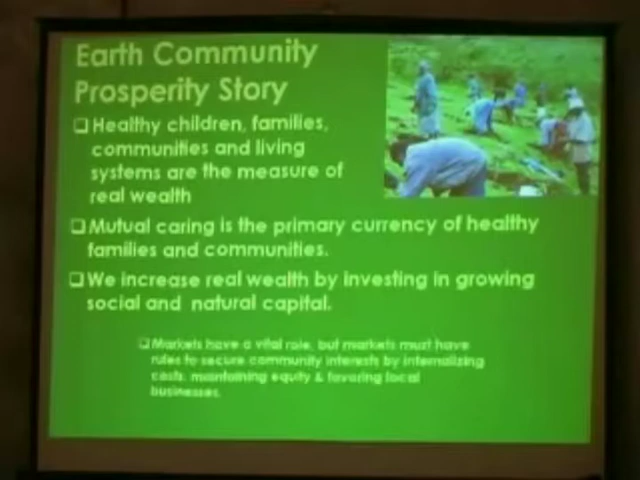 Earth Community
Prosperity Story
❑ Healthy children, families,
communities and living
systems are the measure of
real wealth
❑ Mutual caring is the primary currency of healthy
families and communities.
❑ We increase real wealth by investing in growing
social and natural capital.
❑ Markets have a vital role, but markets must have
rules to secure community interests by internalizing
costs, maintaining equity & favoring local
businesses.